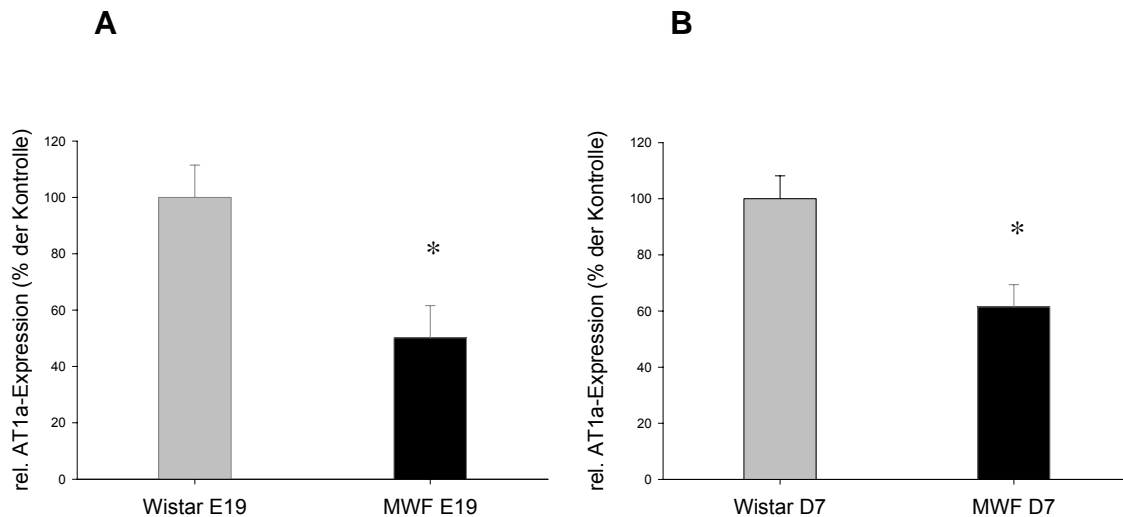 A
rel. AT1a-Expression (% der Kontrolle)
120
100
80
60
40
20
0
*
Wistar E19
MWF E19
B
rel. AT1a-Expression (% der Kontrolle)
120
100
80
60
40
20
0
*
Wistar D7
MWF D7